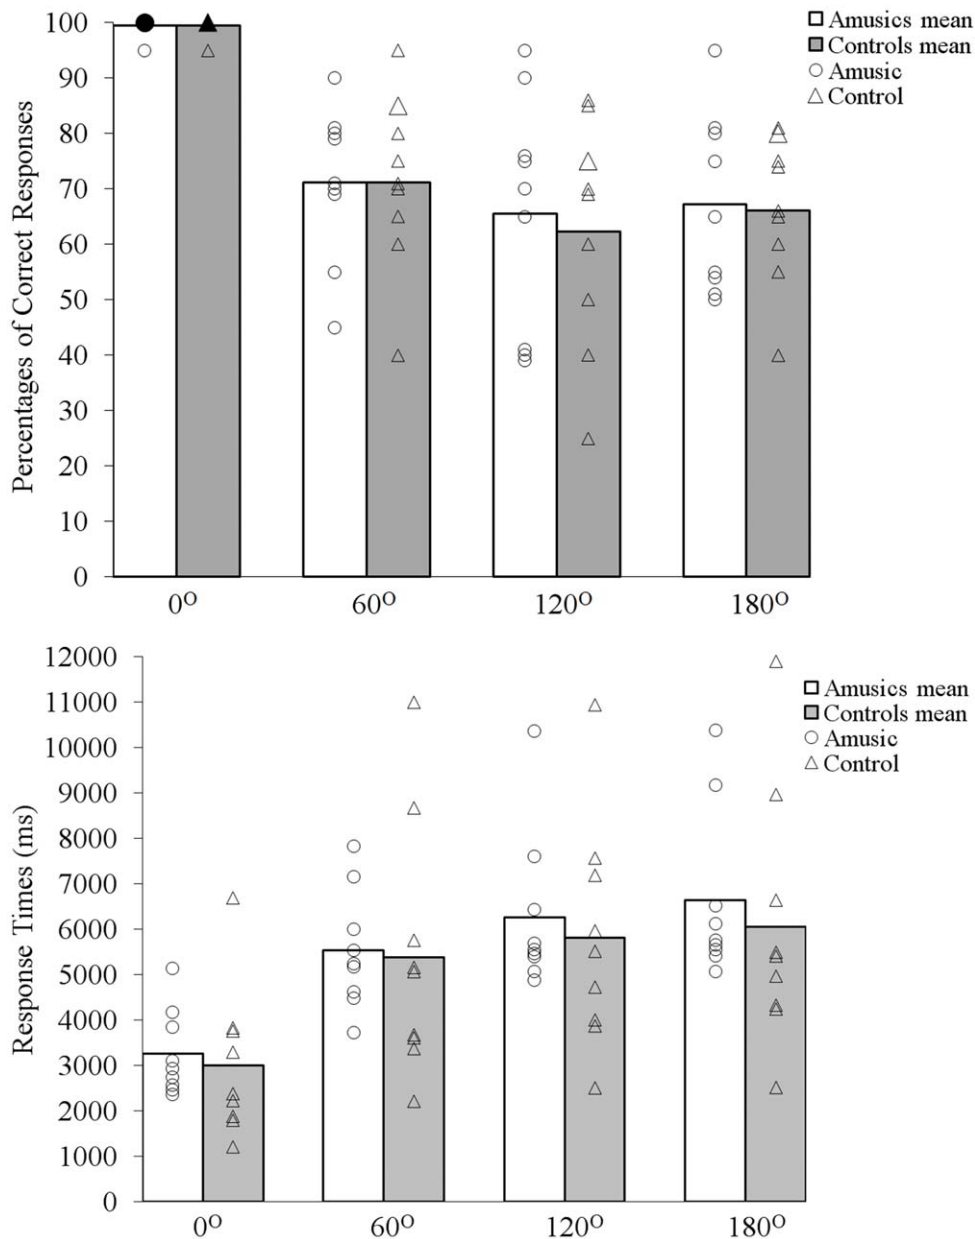 Percentages of Correct Responses
100
90
80
70
60
50
40
30
20
10
0
0º
60º
120º
180º
Amusics mean
Controls mean
Amusic
Control
Response Times (ms)
12000
11000
10000
9000
8000
7000
6000
5000
4000
3000
2000
1000
0
0º
60º
120º
180º
Amusics mean
Controls mean
Amusic
Control